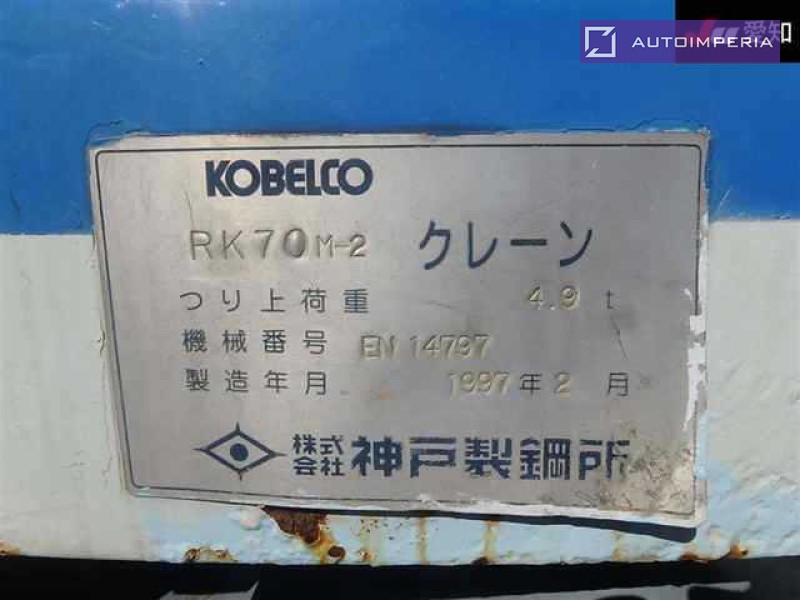 愛知
AUTOIMPERIA
KOBELCO
RK70M-2 クレーン
つり上荷重 4.9 t
機械番号 EN 14797
製造年月 1997年2月
株式会社 神戸製鋼所